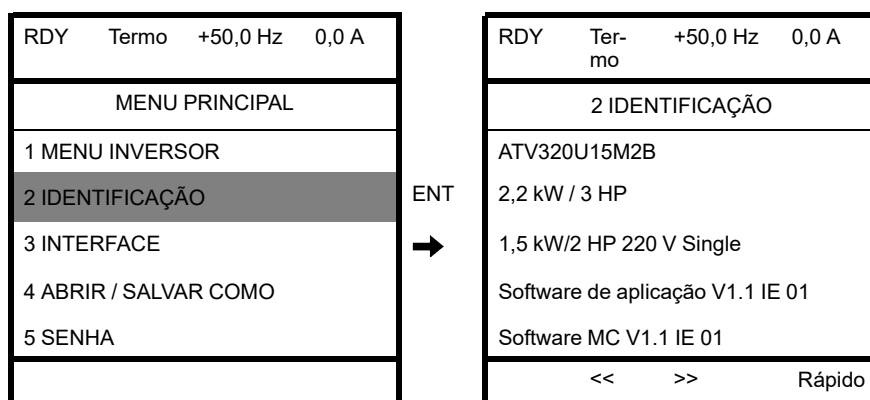 RDY Termo +50,0 Hz 0,0 A
MENU PRINCIPAL
1 MENU INVERSOR
2 IDENTIFICAÇÃO
3 INTERFACE
4 ABRIR / SALVAR COMO
5 SENHA
ENT
RDY Ter-
mo +50,0 Hz 0,0 A
2 IDENTIFICAÇÃO
ATV320U15M2B
2,2 kW / 3 HP
1,5 kW/2 HP 220 V Single
Software de aplicação V1.1 IE 01
Software MC V1.1 IE 01
<< >> Rápido